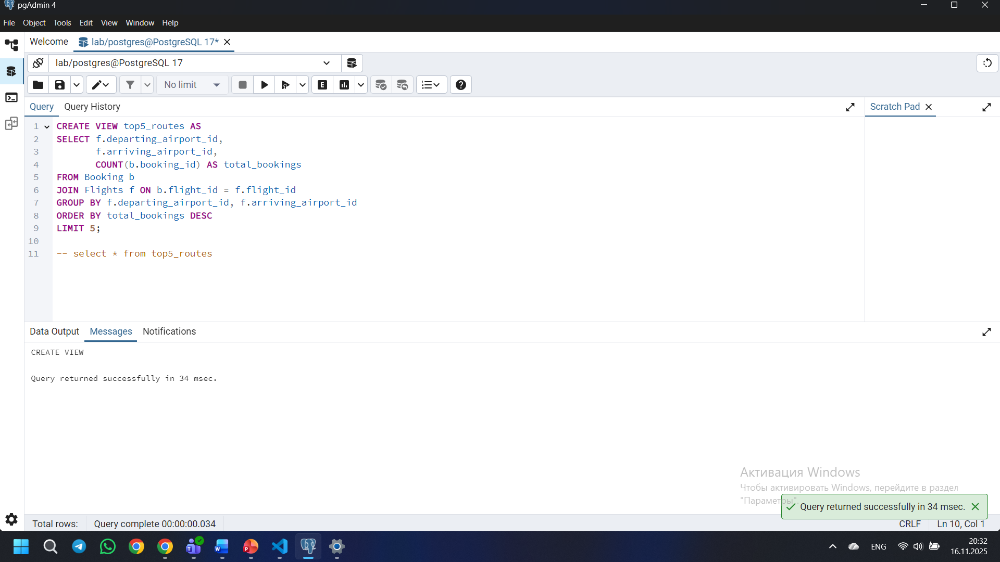 pgAdmin 4
File Object Tools Edit View Window Help
Welcome lab/postgres@PostgreSQL 17*
lab/postgres@PostgreSQL 17
No limit
Query Query History Scratch Pad
1 CREATE VIEW top5_routes AS
2 SELECT f.departing_airport_id,
3 f.arriving_airport_id,
4 COUNT(b.booking_id) AS total_bookings
5 FROM Booking b
6 JOIN Flights f ON b.flight_id = f.flight_id
7 GROUP BY f.departing_airport_id, f.arriving_airport_id
8 ORDER BY total_bookings DESC
9 LIMIT 5;
10
11 -- select * from top5_routes
Data Output Messages Notifications
CREATE VIEW
Query returned successfully in 34 msec.
Активация Windows
Чтобы активировать Windows, перейдите в раздел
"Параметры".
Query returned successfully in 34 msec.
Total rows: Query complete 00:00:00.034 CRLF Ln 10, Col 1
ENG 20:32
16.11.2025